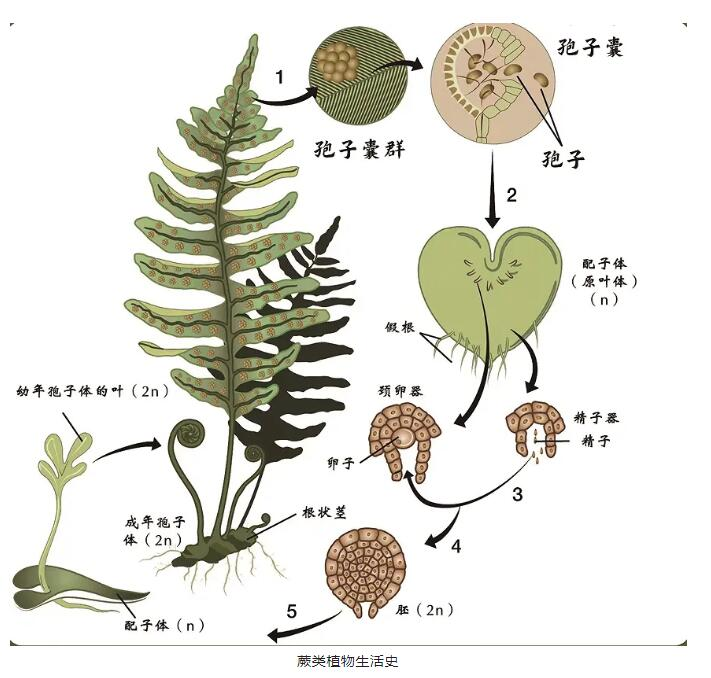 1
孢子囊群
孢子囊
孢子
2
配子体
（原叶体）
（n）
假根
颈卵器
卵子
精子器
精子
3
幼年孢子体的叶（2n）
成年孢子
体（2n）
根状茎
4
胚（2n）
5
配子体（n）
蕨类植物生活史